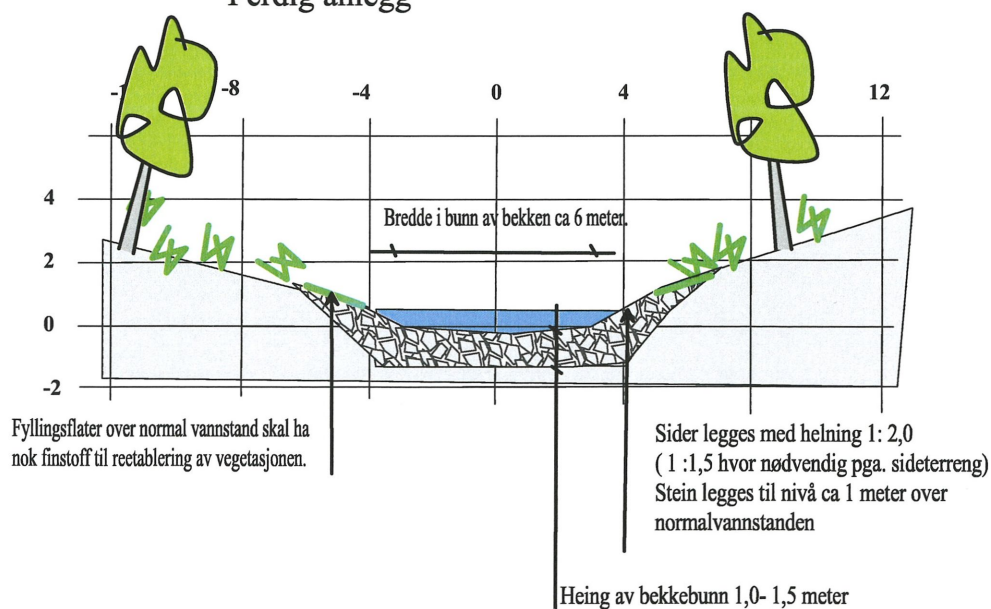 -8 -4 0 4 12
4
Bredde i bunn av bekken ca 6 meter.
2
0
-2
Fyllingsflater over normal vannstand skal ha
nok finstoff til reetablering av vegetasjonen.
Sider legges med helning 1: 2,0
( 1 :1,5 hvor nødvendig pga. sideterreng)
Stein legges til nivå ca 1 meter over
normalvannstanden
Heing av bekkebunn 1,0- 1,5 meter